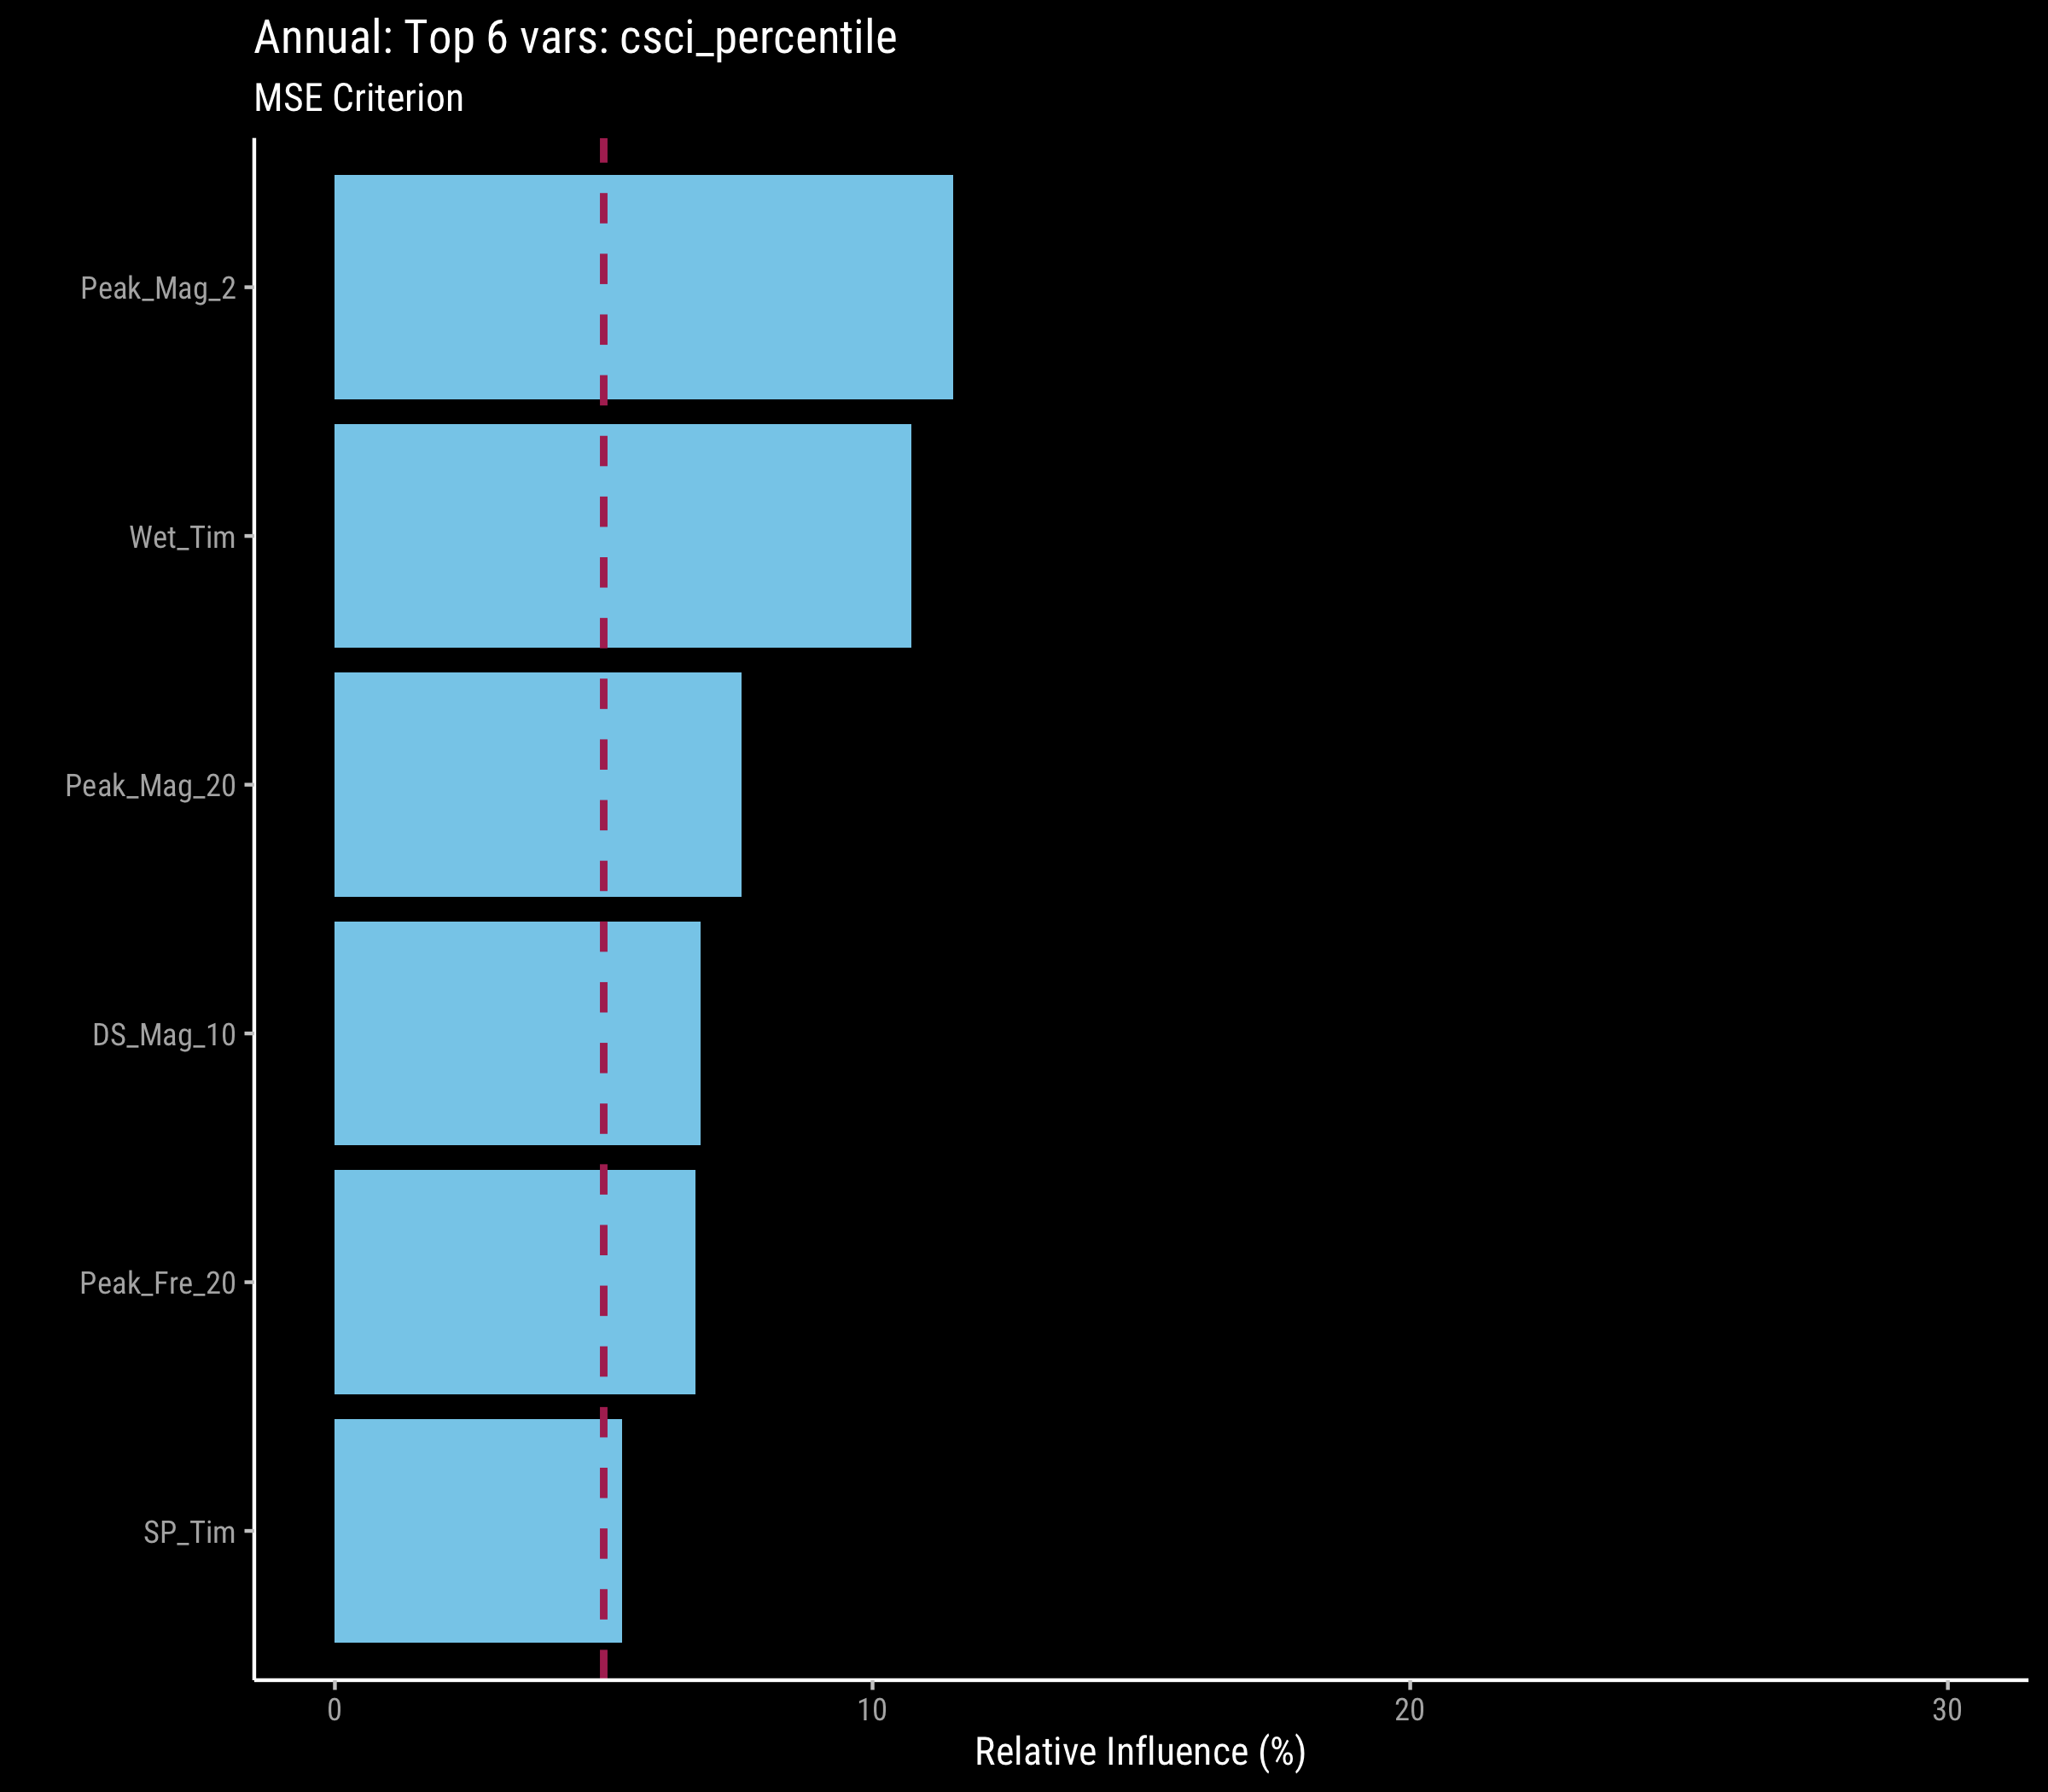 Annual: Top 6 vars: csci_percentile
MSE Criterion
Peak_Mag_2
Wet_Tim
Peak_Mag_20
DS_Mag_10
Peak_Fre_20
SP_Tim
0 10 20 30
Relative Influence (%)